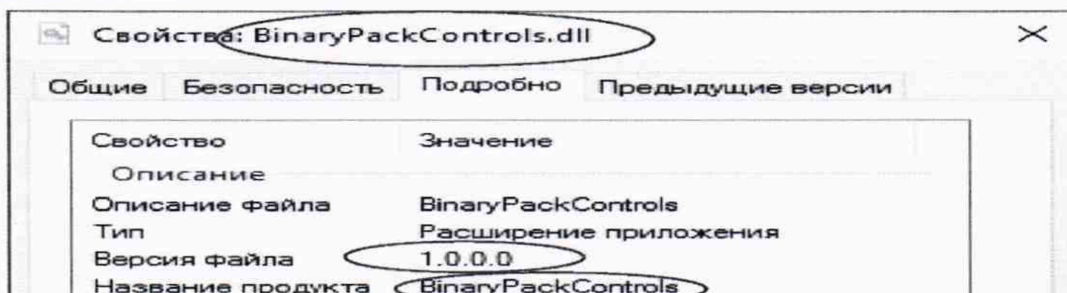 Свойства: BinaryPackControls.dll
Общие Безопасность Подробно Предыдущие версии
Свойство Значение
Описание
Описание файла BinaryPackControls
Тип Расширение приложения
Версия файла 1.0.0.0
Название продукта BinaryPackControls